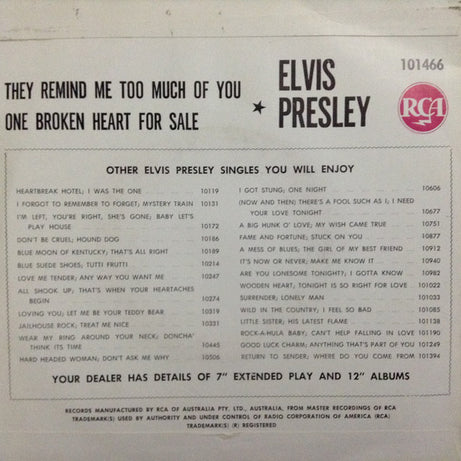 101466
THEY REMIND ME TOO MUCH OF YOU
ONE BROKEN HEART FOR SALE
★ ELVIS
PRESLEY
RCA
OTHER ELVIS PRESLEY SINGLES YOU WILL ENJOY
HEARTBREAK HOTEL; I WAS THE ONE 10119
I FORGOT TO REMEMBER TO FORGET; MYSTERY TRAIN 10131
I'M LEFT, YOU'RE RIGHT, SHE'S GONE; BABY LET'S
PLAY HOUSE 10172
DON'T BE CRUEL; HOUND DOG 10186
BLUE MOON OF KENTUCKY; THAT'S ALL RIGHT 10189
BLUE SUEDE SHOES; TUTTI FRUTTI 10214
LOVE ME TENDER; ANY WAY YOU WANT ME 10247
ALL SHOOK UP; THAT'S WHEN YOUR HEARTACHES
BEGIN 10274
LOVING YOU; LET ME BE YOUR TEDDY BEAR 10319
JAILHOUSE ROCK; TREAT ME NICE 10331
WEAR MY RING AROUND YOUR NECK; DONCHA'
THINK ITS TIME 10445
HARD HEADED WOMAN; DON'T ASK ME WHY 10506
I GOT STUNG; ONE NIGHT 10606
(NOW AND THEN) THERE'S A FOOL SUCH AS I; I NEED
YOUR LOVE TONIGHT 10677
A BIG HUNK O' LOVE; MY WISH CAME TRUE 10751
FAME AND FORTUNE; STUCK ON YOU 10877
A MESS OF BLUES; THE GIRL OF MY BEST FRIEND 10912
IT'S NOW OR NEVER; MAKE ME KNOW IT 10940
ARE YOU LONESOME TONIGHT?; I GOTTA KNOW 10982
WOODEN HEART; TONIGHT IS SO RIGHT FOR LOVE 101022
SURRENDER; LONELY MAN 101033
WILD IN THE COUNTRY; I FEEL SO BAD 101085
LITTLE SISTER; HIS LATEST FLAME 101138
ROCK-A-HULA BABY; CAN'T HELP FALLING IN LOVE 101190
GOOD LUCK CHARM; ANYTHING THAT'S PART OF YOU 101249
RETURN TO SENDER; WHERE DO YOU COME FROM 101394
YOUR DEALER HAS DETAILS OF 7" EXTENDED PLAY AND 12" ALBUMS
RECORDS MANUFACTURED BY RCA OF AUSTRALIA PTY. LTD., AUSTRALIA, FROM MASTER RECORDINGS OF RCA
TRADEMARK(S) USED BY AUTHORITY AND UNDER CONTROL OF RADIO CORPORATION OF AMERICA (RCA)
TRADEMARK(S) (R) REGISTERED